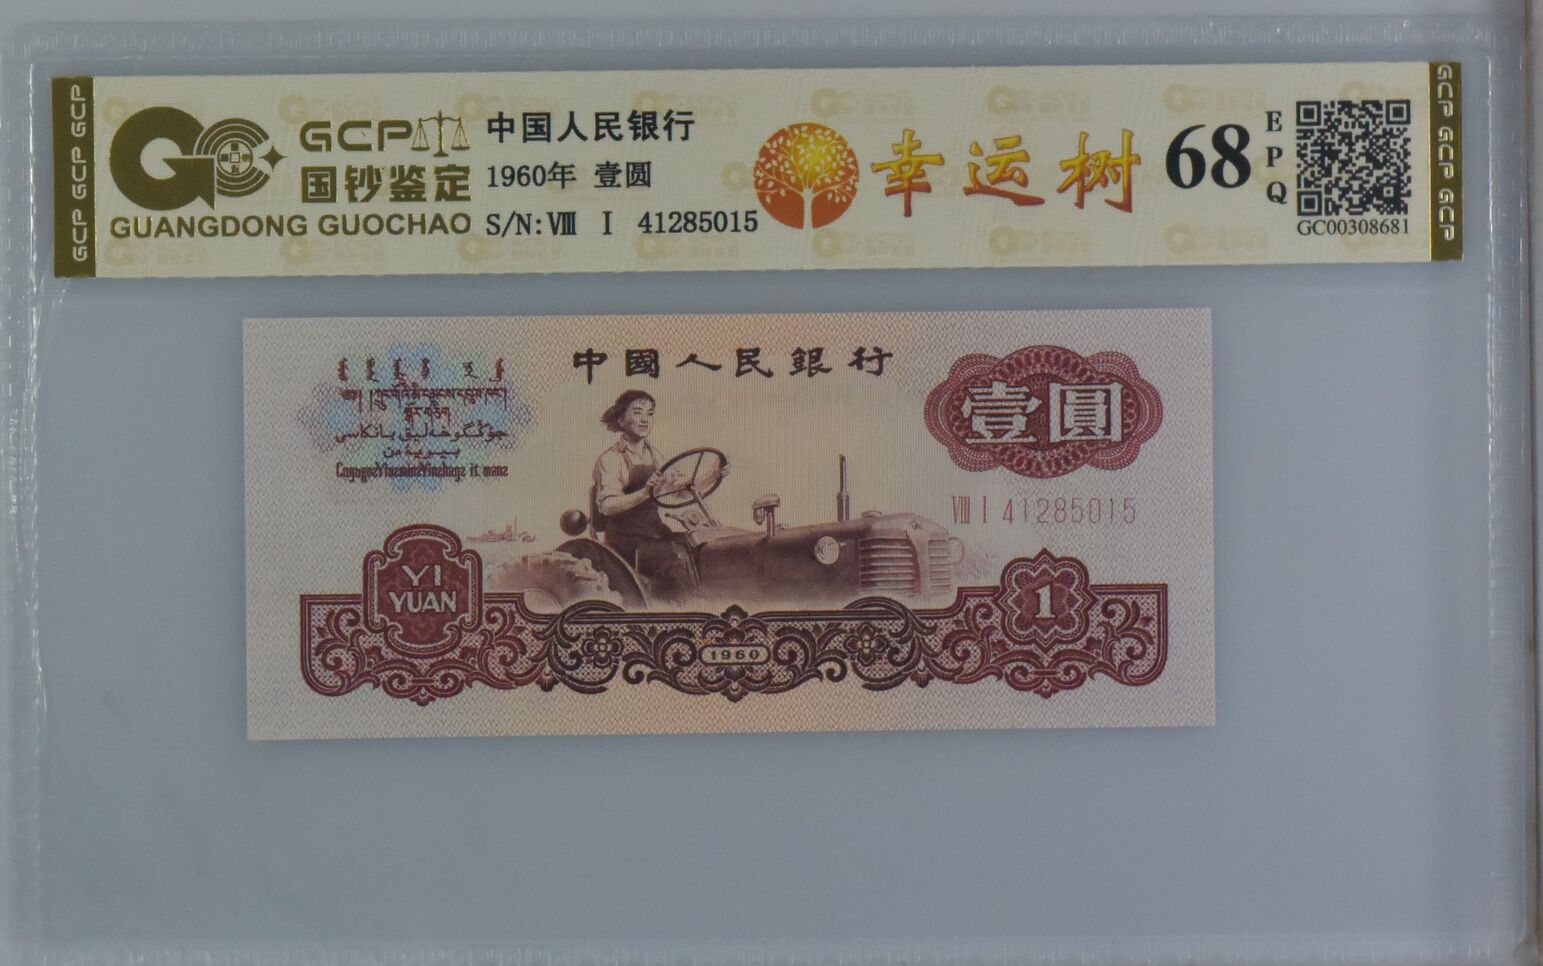 GCP GCP GCP
GCP
国钞鉴定
GUANGDONG GUOCHAO
中国人民银行
1960年 壹圆
S/N:Ⅷ Ⅰ 41285015
幸运树
68
EPQ
GC00308681
GCP GCP GCP
中國人民銀行
壹圓
Ⅷ Ⅰ 41285015
YI
YUAN
1960
1